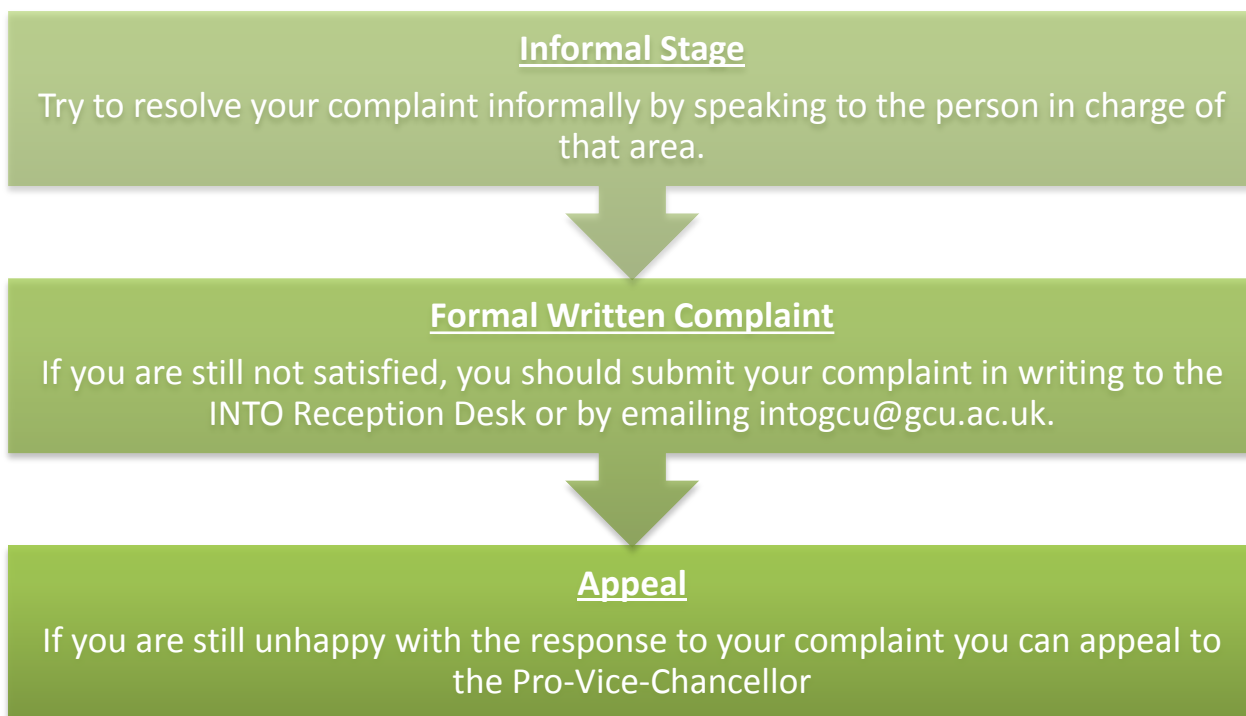 Informal Stage
Try to resolve your complaint informally by speaking to the person in charge of
that area.
Formal Written Complaint
If you are still not satisfied, you should submit your complaint in writing to the
INTO Reception Desk or by emailing intogcu@gcu.ac.uk.
Appeal
If you are still unhappy with the response to your complaint you can appeal to
the Pro-Vice-Chancellor